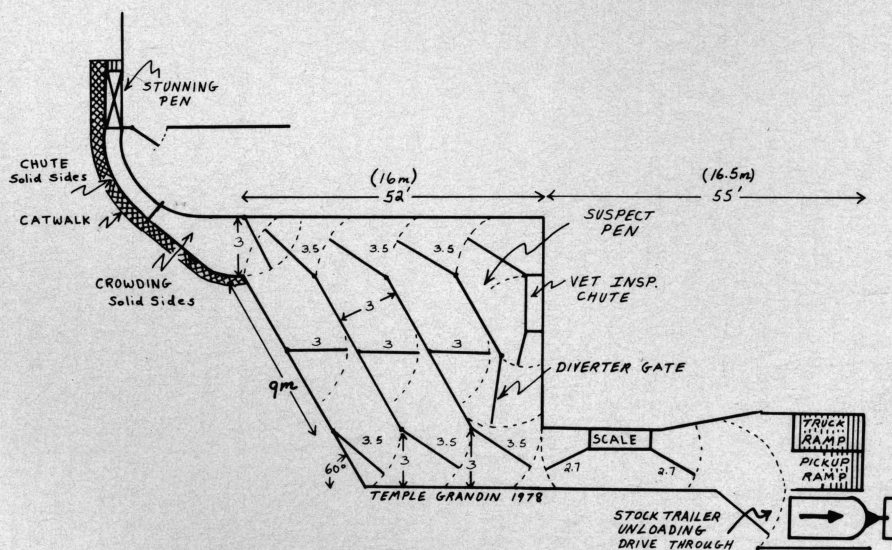 STUNNING
PEN
CHUTE
Solid Sides
CATWALK
CROWDING
Solid Sides
(16m)
52'
(16.5m)
55'
SUSPECT
PEN
3
3.5
3.5
3.5
VET INSP.
CHUTE
3
3
3
3
DIVERTER GATE
9m
3.5
3.5
3.5
3
3
60°
SCALE
2.7
2.7
TRUCK
RAMP
PICKUP
RAMP
TEMPLE GRANDIN 1978
STOCK TRAILER
UNLOADING
DRIVE THROUGH